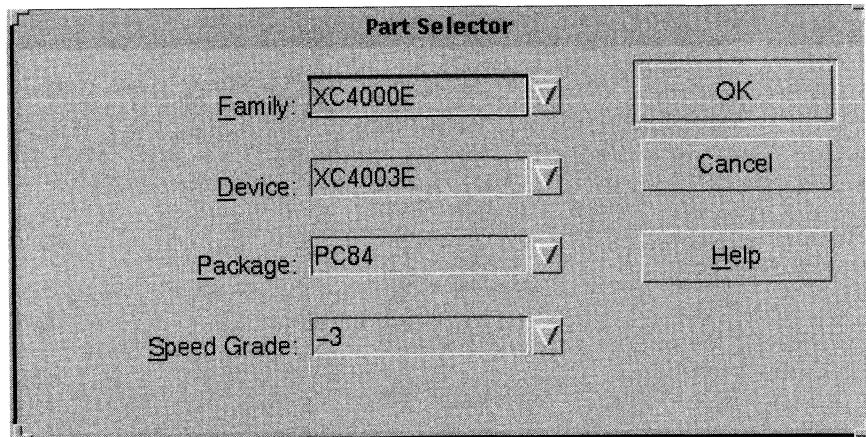 Part Selector
Family: XC4000E
OK
Device: XC4003E
Cancel
Package: PC84
Help
Speed Grade: -3